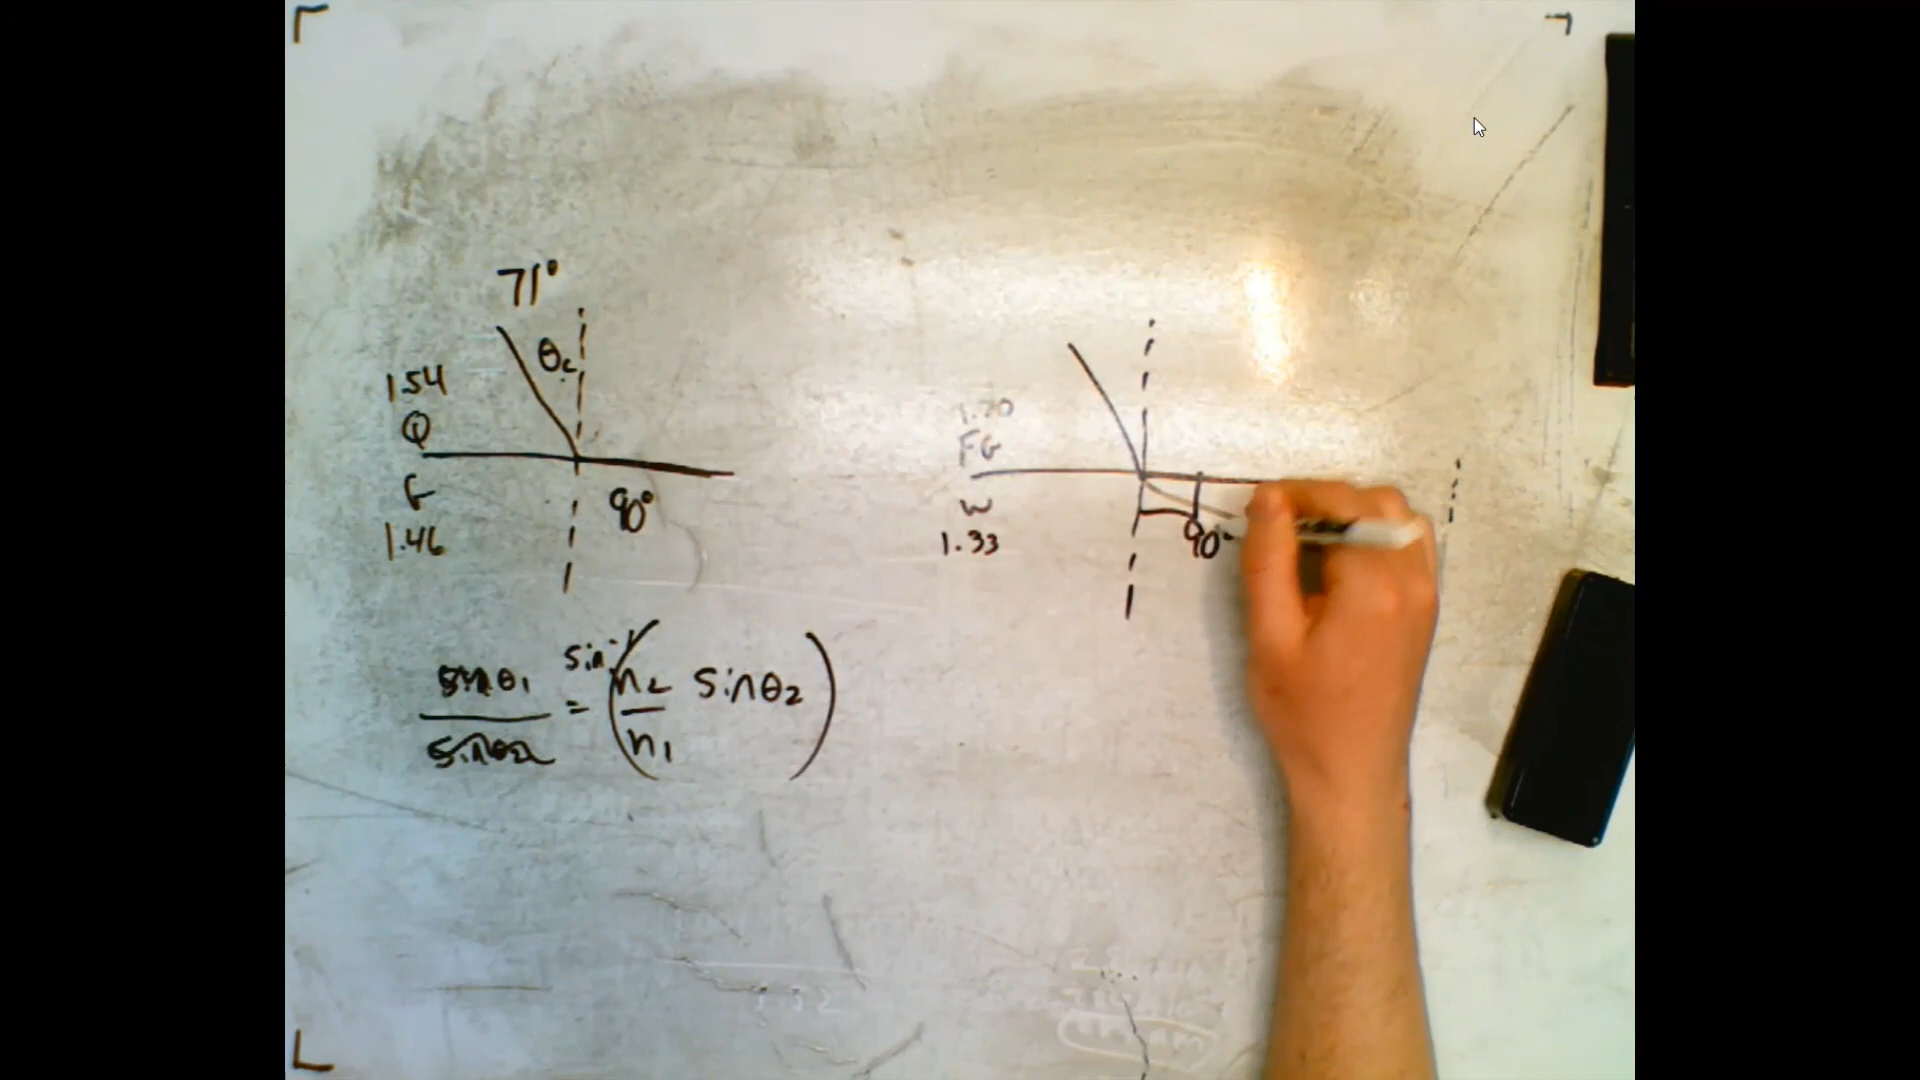 71°
θc
1.54
Q
F
1.46
90°
sinθ1 / sinθ2 = sin⁻¹(n2 / n1 sinθ2)
1.70
FG
W
1.33
90°